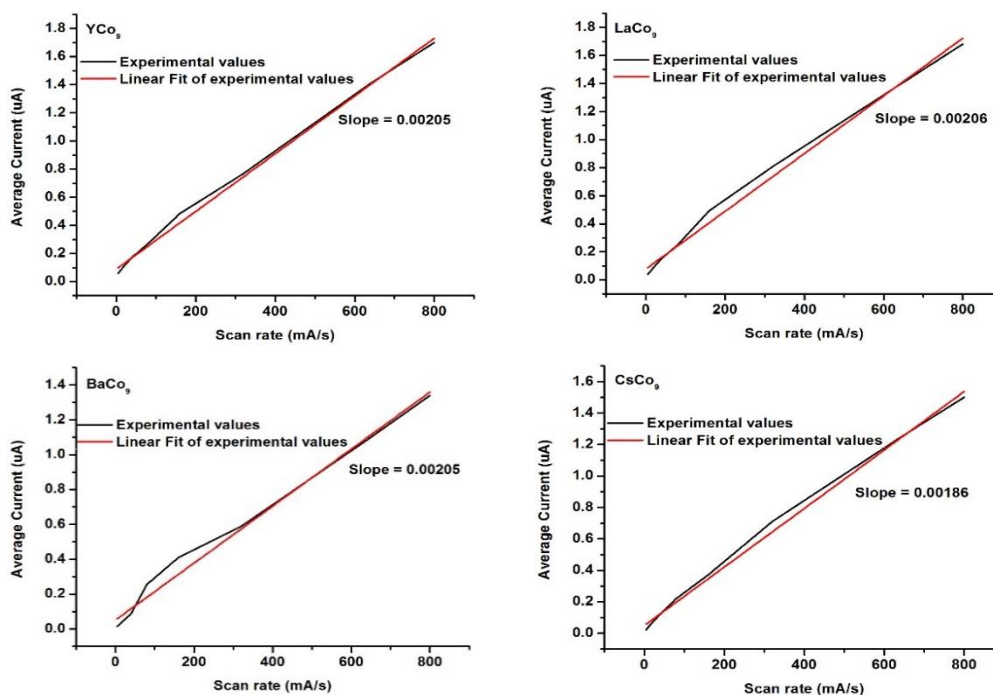 YCo₉
Experimental values
Linear Fit of experimental values
Slope = 0.00205
Average Current (uA)
1.8
1.6
1.4
1.2
1.0
0.8
0.6
0.4
0.2
0.0
0 200 400 600 800
Scan rate (mA/s)
LaCo₉
Experimental values
Linear Fit of experimental values
Slope = 0.00206
Average Current (uA)
1.8
1.6
1.4
1.2
1.0
0.8
0.6
0.4
0.2
0.0
0 200 400 600 800
Scan rate (mA/s)
BaCo₉
Experimental values
Linear Fit of experimental values
Slope = 0.00205
Average Current (uA)
1.4
1.2
1.0
0.8
0.6
0.4
0.2
0.0
0 200 400 600 800
Scan rate (mA/s)
CsCo₉
Experimental values
Linear Fit of experimental values
Slope = 0.00186
Average Current (uA)
1.6
1.4
1.2
1.0
0.8
0.6
0.4
0.2
0.0
0 200 400 600 800
Scan rate (mA/s)